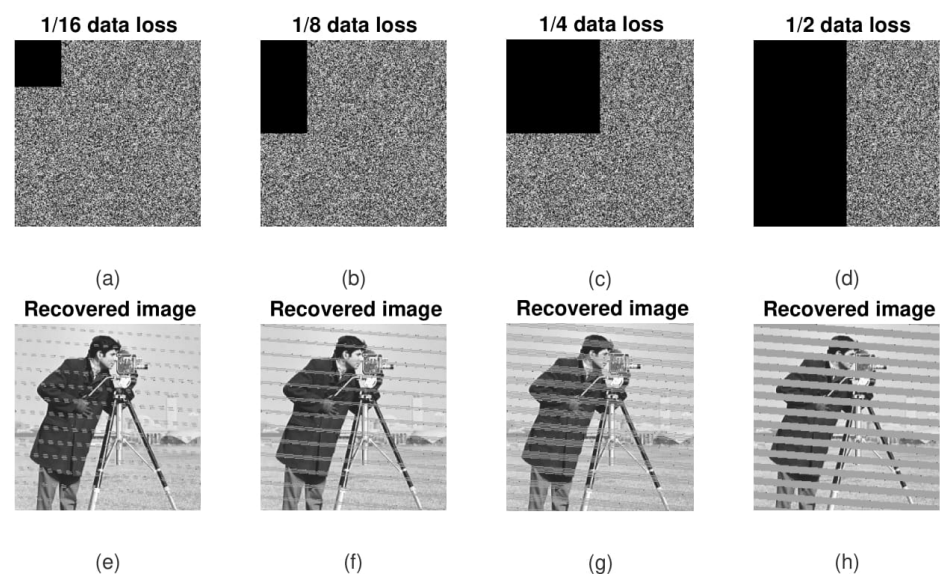 1/16 data loss
1/8 data loss
1/4 data loss
1/2 data loss
(a)
(b)
(c)
(d)
Recovered image
Recovered image
Recovered image
Recovered image
(e)
(f)
(g)
(h)